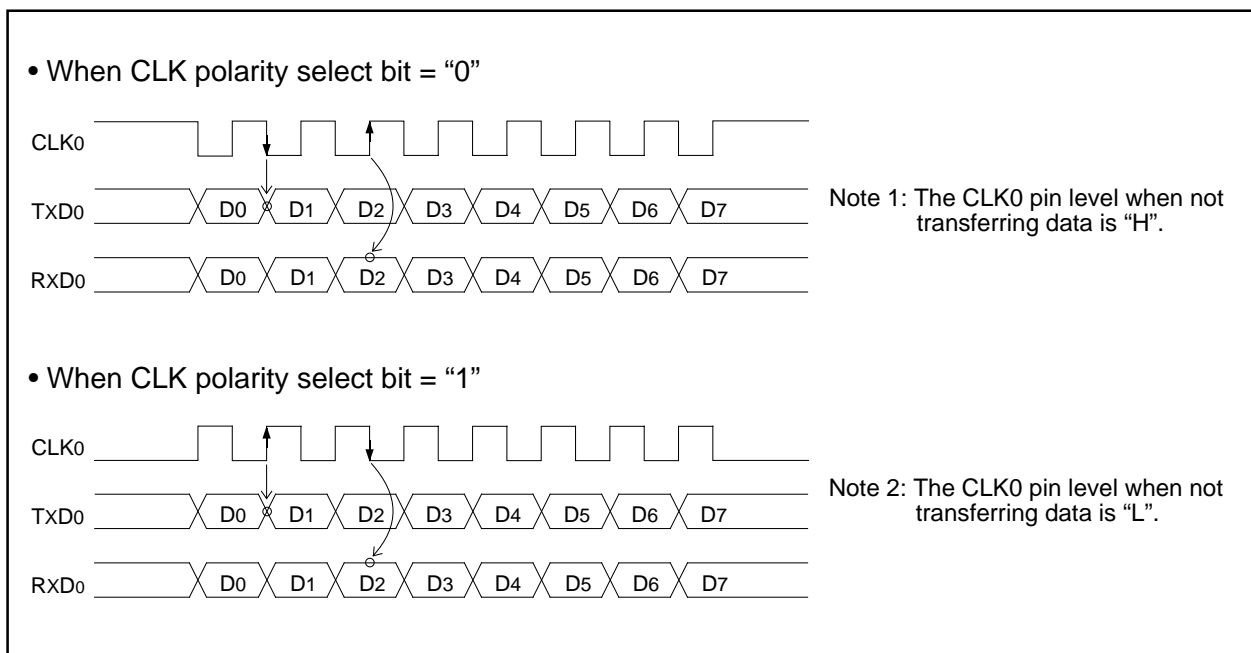 • When CLK polarity select bit = “0”
CLK0
TXD0 D0 D1 D2 D3 D4 D5 D6 D7
RXD0 D0 D1 D2 D3 D4 D5 D6 D7
Note 1: The CLK0 pin level when not
transferring data is “H”.
• When CLK polarity select bit = “1”
CLK0
TXD0 D0 D1 D2 D3 D4 D5 D6 D7
RXD0 D0 D1 D2 D3 D4 D5 D6 D7
Note 2: The CLK0 pin level when not
transferring data is “L”.